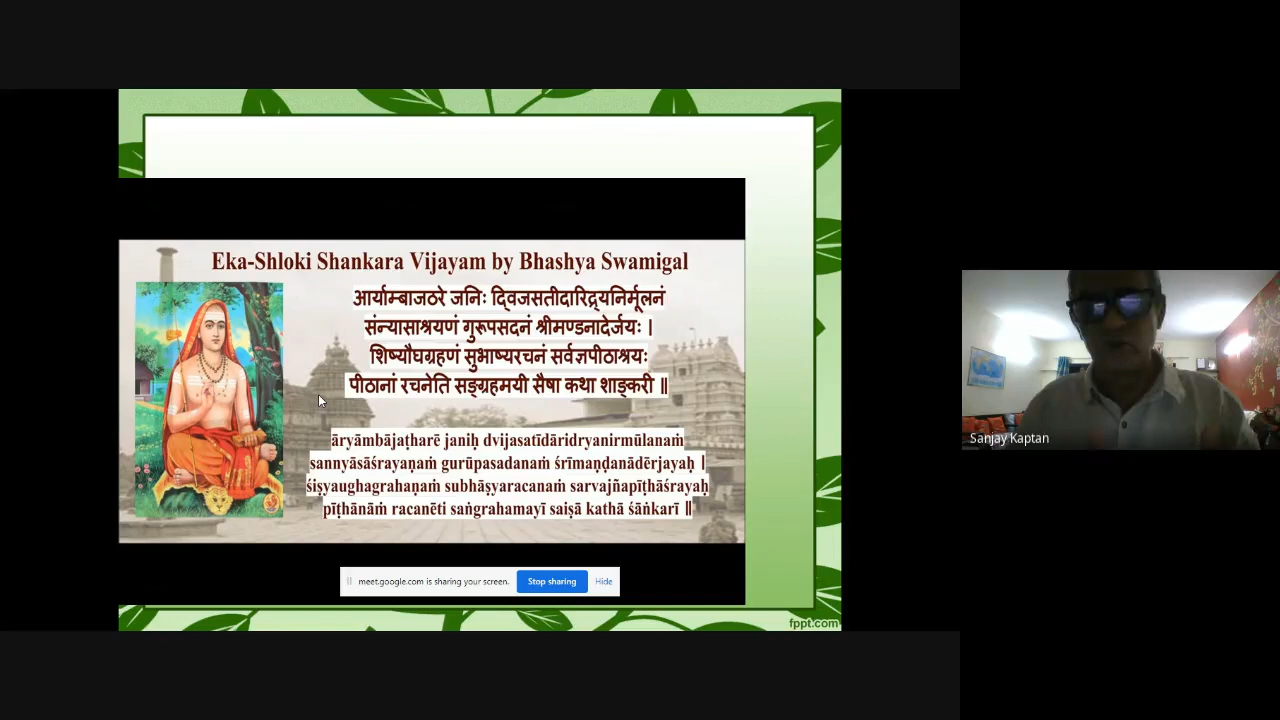 Eka-Shloki Shankara Vijayam by Bhashya Swamigal
आर्याम्बाजठरे जनिः द्विजसतीदारिद्र्यनिर्मूलनं
संन्यासाश्रयणं गुरूपसदनं श्रीमण्डनादेर्जयः |
शिष्यौघग्रहणं सुभाष्यरचनं सर्वज्ञपीठाश्रयः
पीठानां रचनेति सङ्ग्रहमयी सैषा कथा शाङ्करी ॥
āryāmbājaṭharē janiḥ dvijasatīdāridryanirmūlanaṁ
sannyāsāśrayaṇaṁ gurūpasadanaṁ śrīmaṇḍanādērjayaḥ |
śiṣyaughagrahaṇaṁ subhāṣyaracanaṁ sarvajñapīṭhāśrayaḥ
pīṭhānāṁ racanēti saṅgrahamayī saiṣā kathā śāṅkarī ॥
meet.google.com is sharing your screen. Stop sharing Hide
fppt.com
Sanjay Kaptan